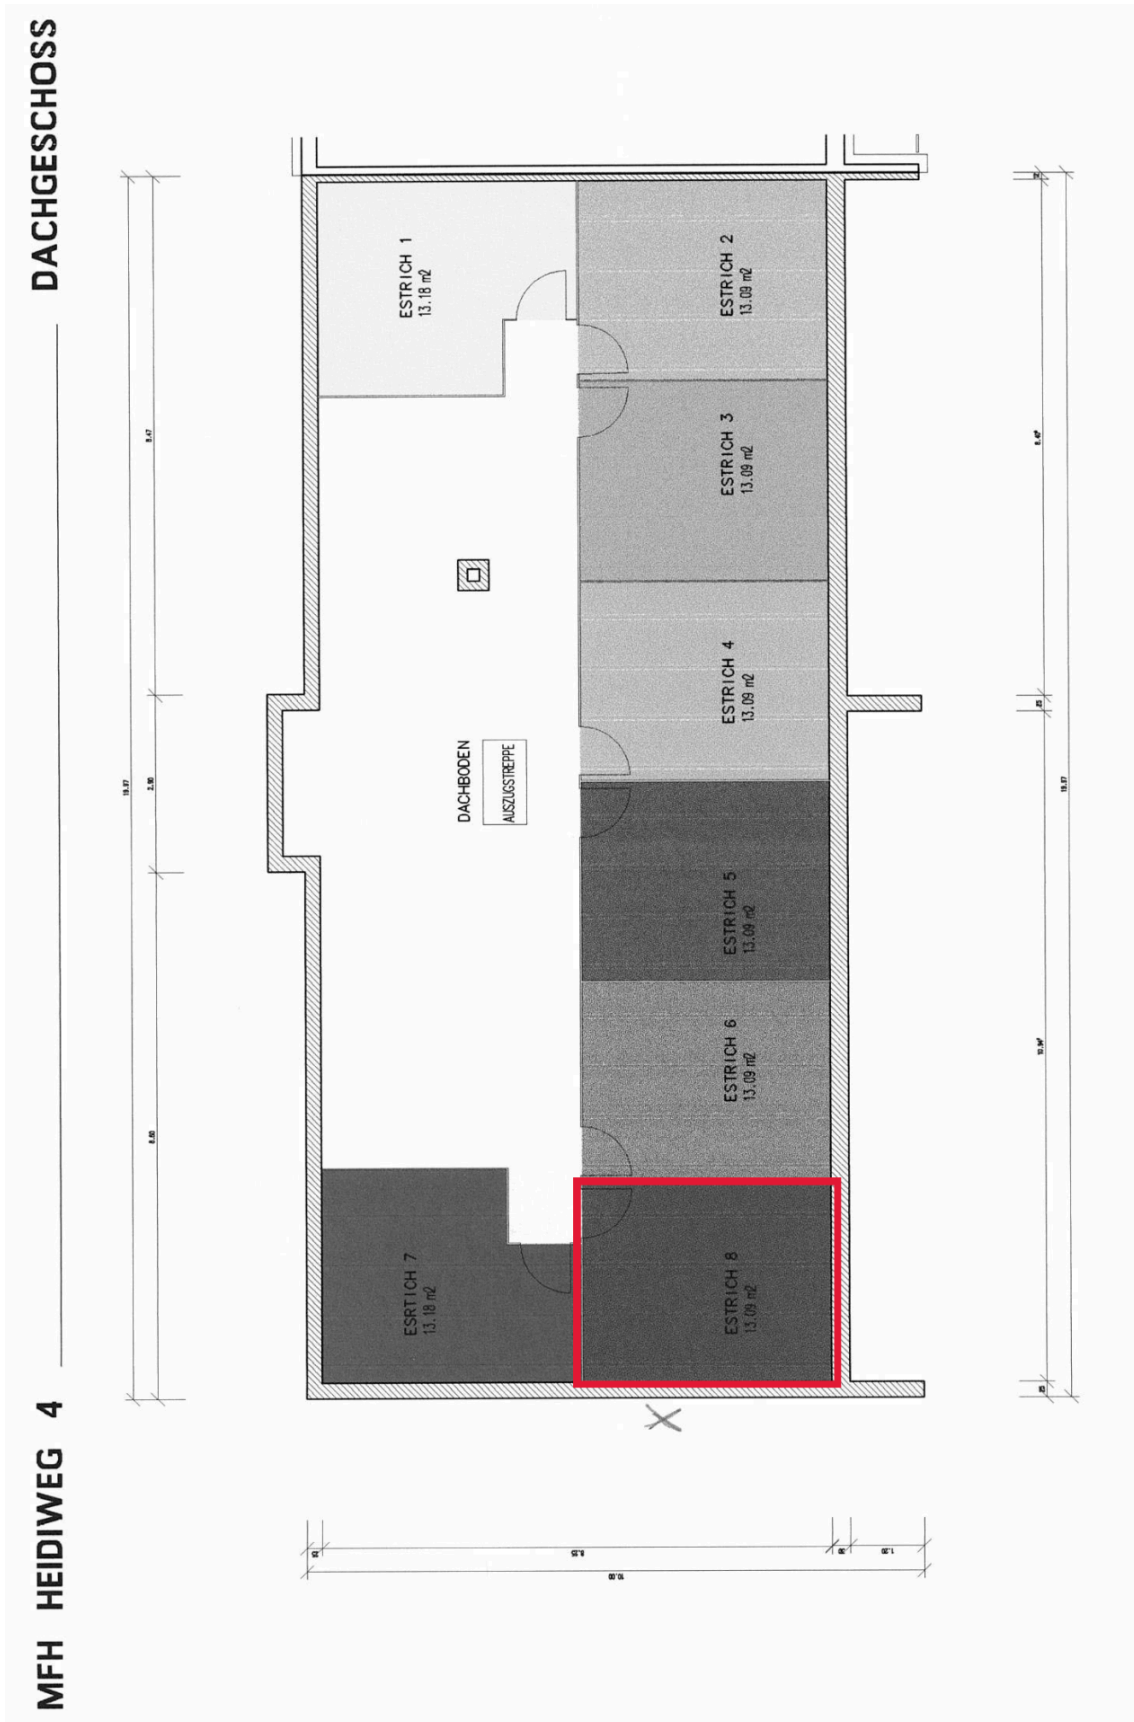 MFH HEIDIWEG 4 DACHGESCHOSS
ESTRICH 1
13.18 m2
ESTRICH 2
13.09 m2
ESTRICH 3
13.09 m2
ESTRICH 4
13.09 m2
DACHBODEN
AUSZUGSTREPPE
ESTRICH 5
13.09 m2
ESTRICH 6
13.09 m2
ESRTICH 7
13.18 m2
ESTRICH 8
13.09 m2
X